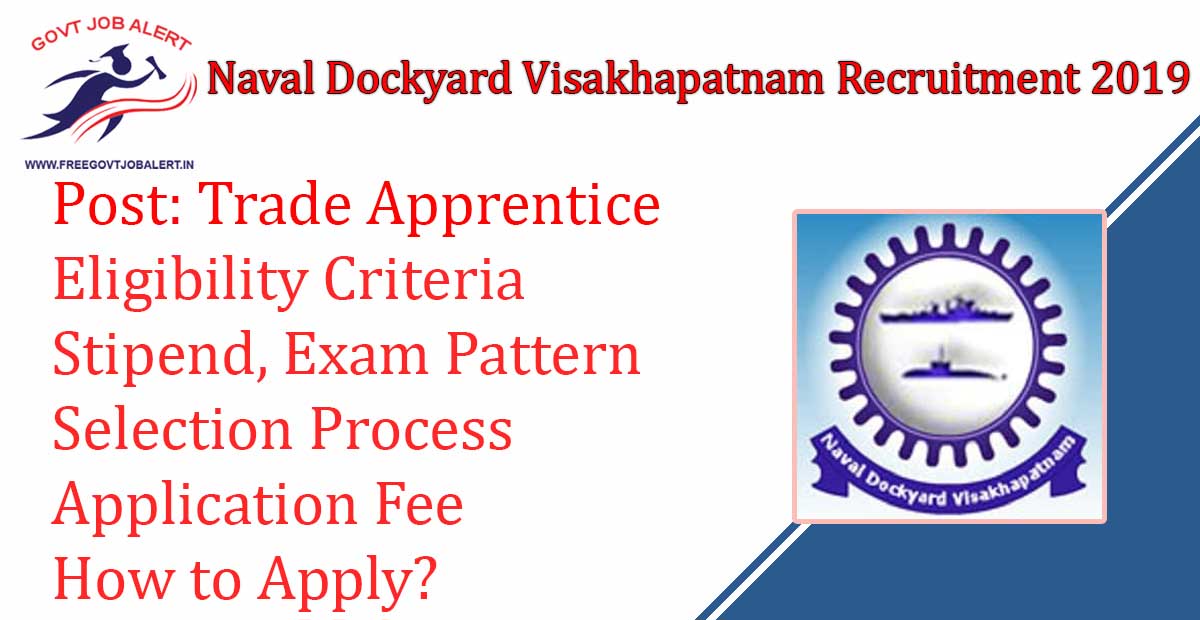 GOVT JOB ALERT
WWW.FREEGOVTJOBALERT.IN
Naval Dockyard Visakhapatnam Recruitment 2019
Post: Trade Apprentice
Eligibility Criteria
Stipend, Exam Pattern
Selection Process
Application Fee
How to Apply?
Naval Dockyard Visakhapatnam